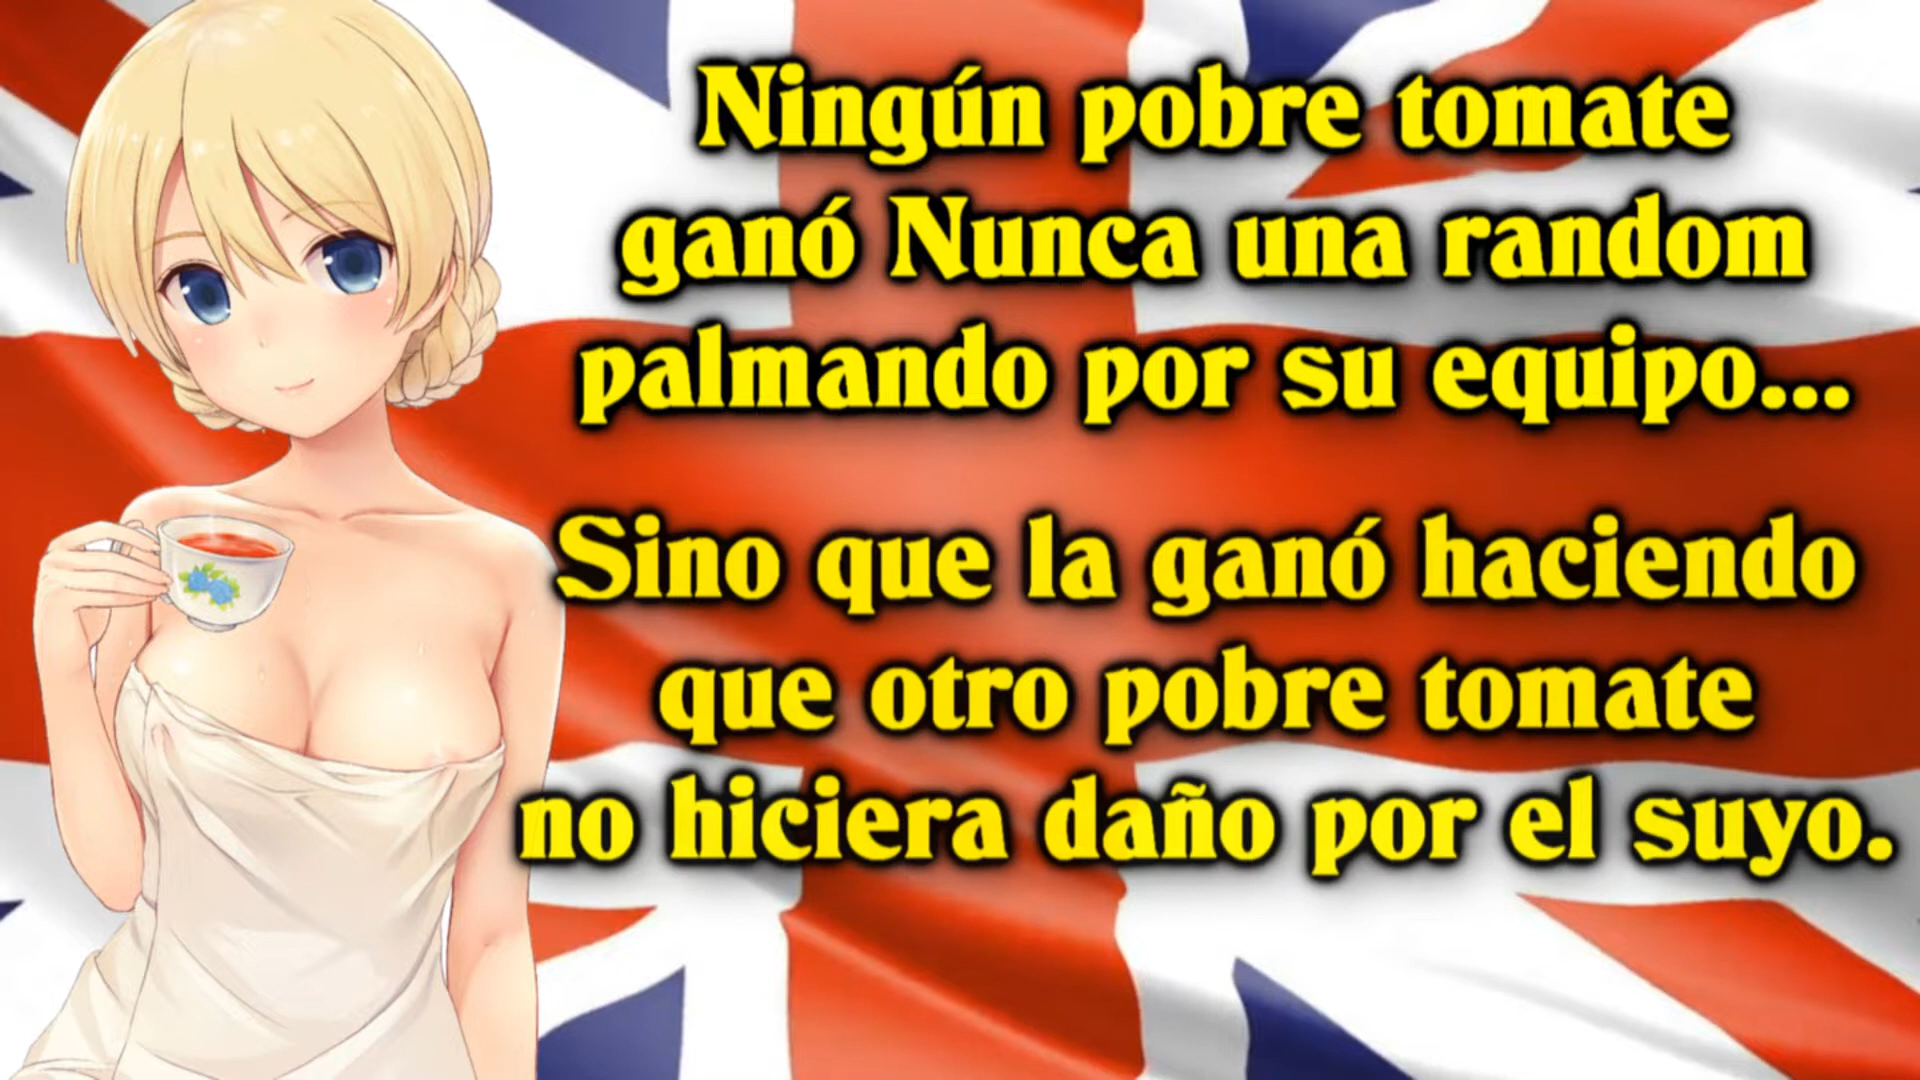 Ningún pobre tomate
ganó Nunca una random
palmando por su equipo...
Sino que la ganó haciendo
que otro pobre tomate
no hiciera daño por el suyo.